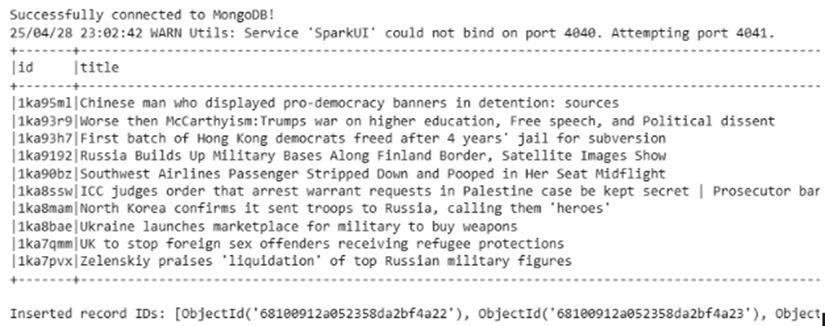 Successfully connected to MongoDB!
25/04/28 23:02:42 WARN Utils: Service 'SparkUI' could not bind on port 4040. Attempting port 4041.
+-------+--------------------------------------------------------------------------------
|id     |title
+-------+--------------------------------------------------------------------------------
|1ka95ml|Chinese man who displayed pro-democracy banners in detention: sources
|1ka93r9|Worse then McCarthyism:Trumps war on higher education, Free speech, and Political dissent
|1ka93h7|First batch of Hong Kong democrats freed after 4 years' jail for subversion
|1ka9192|Russia Builds Up Military Bases Along Finland Border, Satellite Images Show
|1ka90bz|Southwest Airlines Passenger Stripped Down and Pooped in Her Seat Midflight
|1ka8ssw|ICC judges order that arrest warrant requests in Palestine case be kept secret | Prosecutor bar
|1ka8mam|North Korea confirms it sent troops to Russia, calling them 'heroes'
|1ka8bae|Ukraine launches marketplace for military to buy weapons
|1ka7qmm|UK to stop foreign sex offenders receiving refugee protections
|1ka7pvx|Zelenskiy praises 'liquidation' of top Russian military figures
+-------+--------------------------------------------------------------------------------
Inserted record IDs: [ObjectId('68100912a052358da2bf4a22'), ObjectId('68100912a052358da2bf4a23'), Object